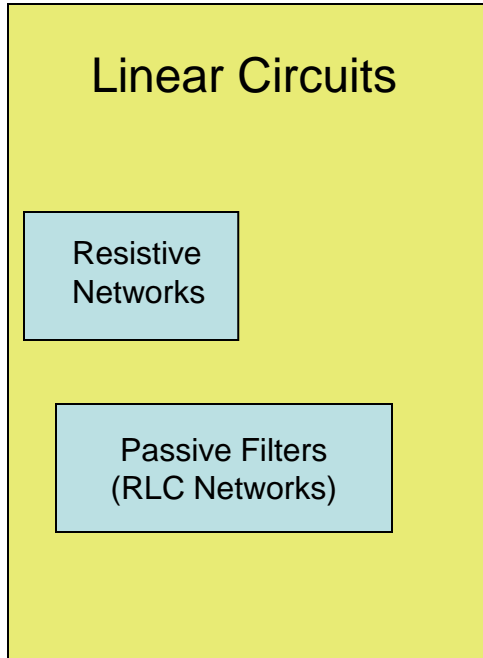 Linear Circuits
Resistive
Networks
Passive Filters
(RLC Networks)